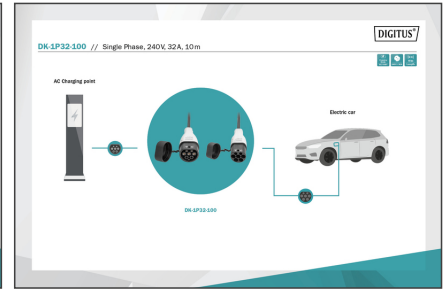 DIGITUS®
DK-1P32-100 // Single Phase, 240V, 32A, 10m
AC Charging point
Electric car
DK-1P32-100